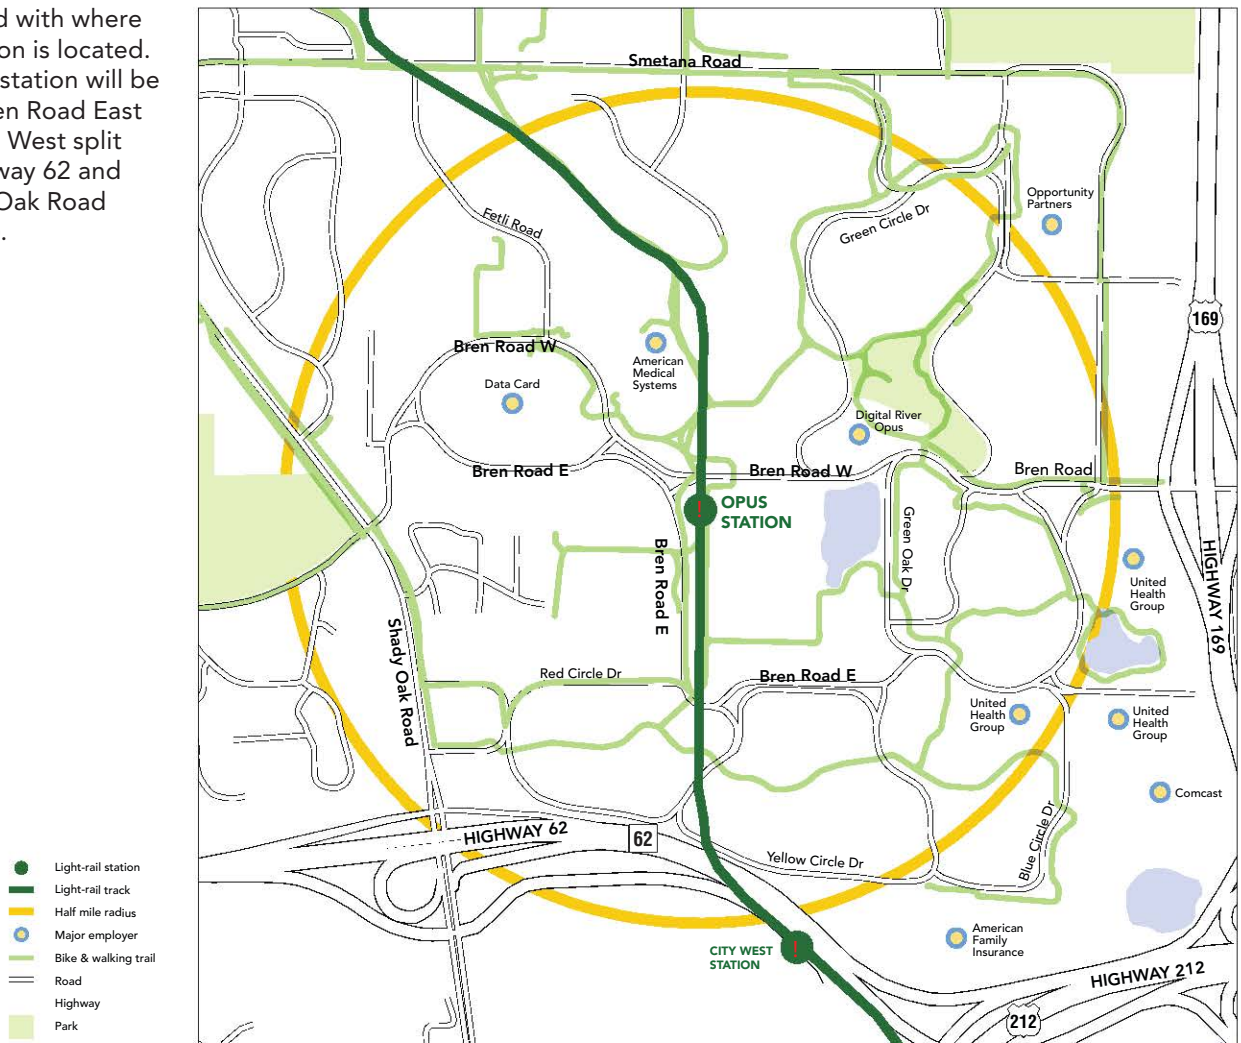 d with where
on is located.
station will be
en Road East
West split
way 62 and
Oak Road
.
Smetana Road
Opportunity
Partners
Green Circle Dr
Fetli Road
169
Bren Road W
American
Medical
Systems
Data Card
Digital River
Opus
Bren Road E
Bren Road W
Bren Road
OPUS
STATION
Green Oak Dr
Bren Road E
HIGHWAY 169
United
Health
Group
Shady Oak Road
Red Circle Dr
Bren Road E
United
Health
Group
United
Health
Group
Comcast
Blue Circle Dr
HIGHWAY 62
62
Yellow Circle Dr
American
Family
Insurance
CITY WEST
STATION
HIGHWAY 212
212
Light-rail station
Light-rail track
Half mile radius
Major employer
Bike & walking trail
Road
Highway
Park